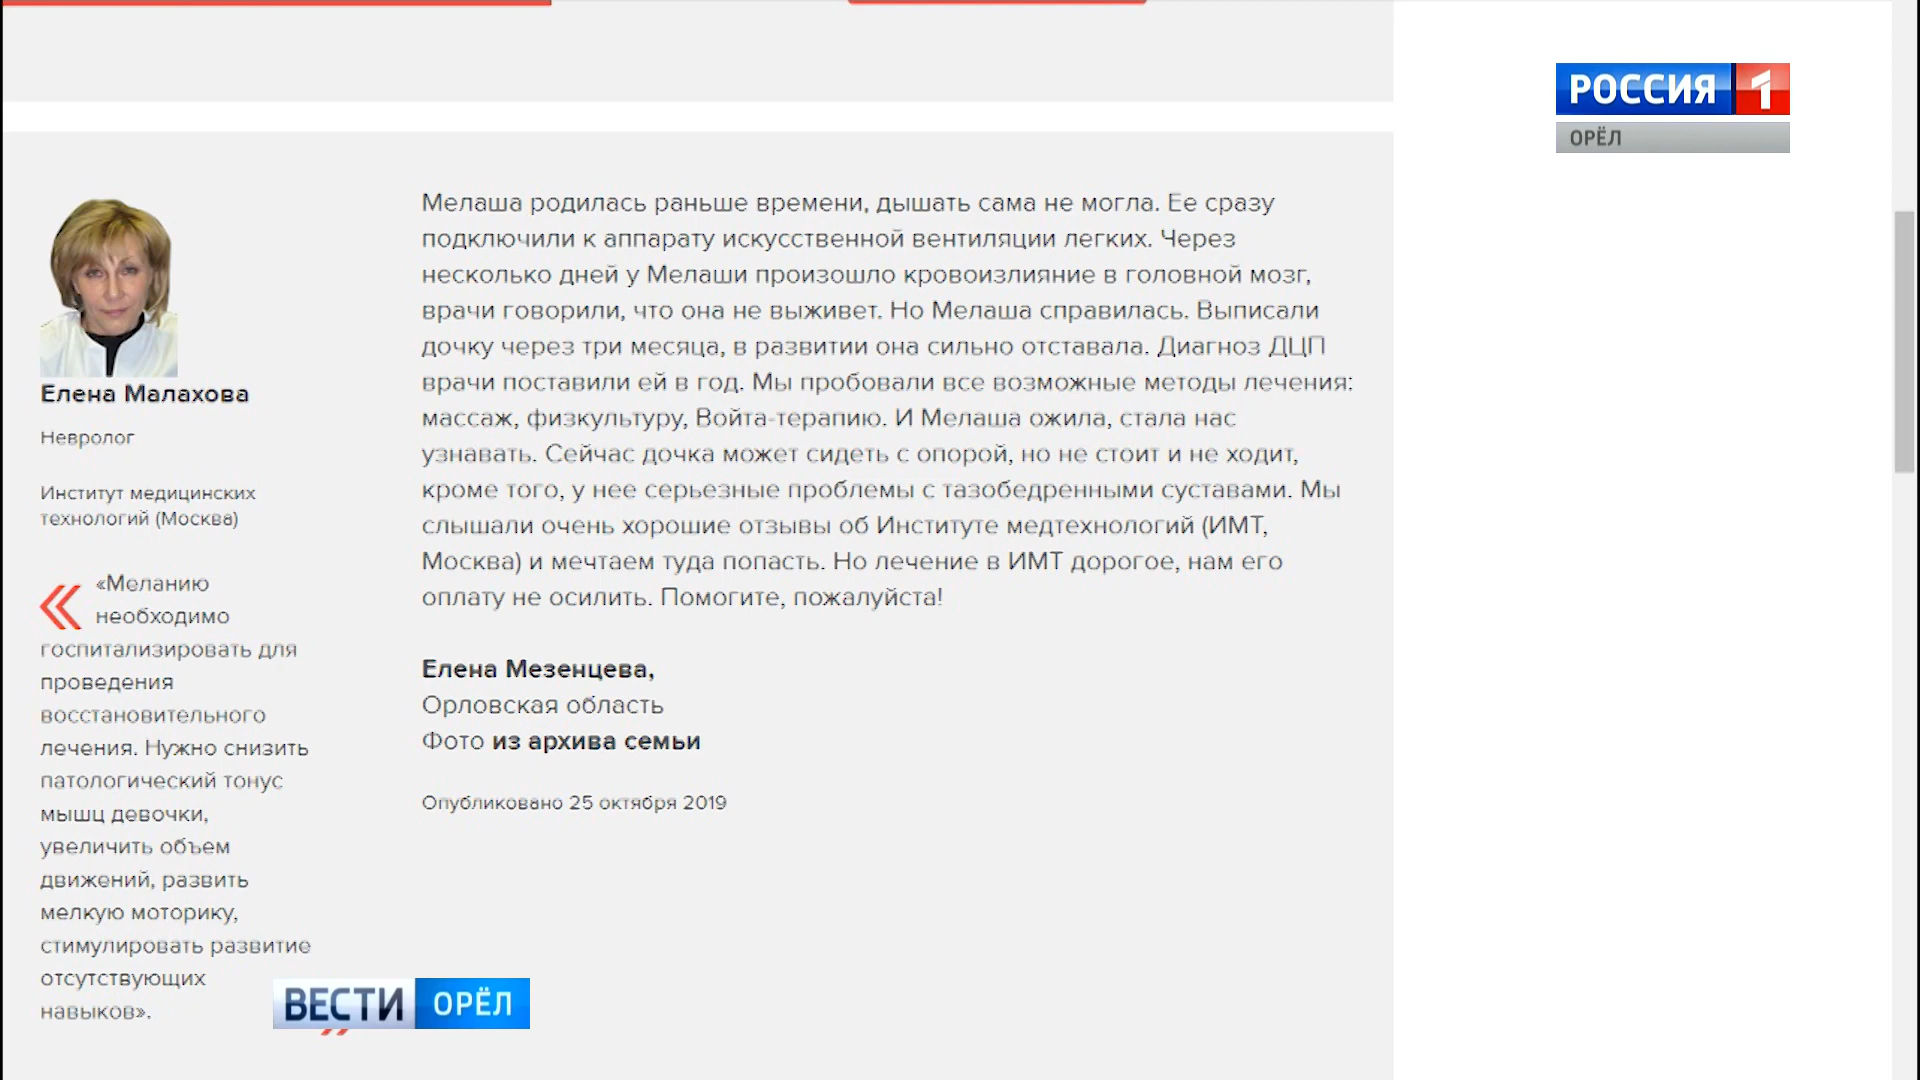 РОССИЯ 1
ОРЁЛ
Елена Малахова
Невролог
Институт медицинских
технологий (Москва)
«Меланию
необходимо
госпитализировать для
проведения
восстановительного
лечения. Нужно снизить
патологический тонус
мышц девочки,
увеличить объем
движений, развить
мелкую моторику,
стимулировать развитие
отсутствующих
навыков».
Мелаша родилась раньше времени, дышать сама не могла. Ее сразу
подключили к аппарату искусственной вентиляции легких. Через
несколько дней у Мелаши произошло кровоизлияние в головной мозг,
врачи говорили, что она не выживет. Но Мелаша справилась. Выписали
дочку через три месяца, в развитии она сильно отставала. Диагноз ДЦП
врачи поставили ей в год. Мы пробовали все возможные методы лечения:
массаж, физкультуру, Войта-терапию. И Мелаша ожила, стала нас
узнавать. Сейчас дочка может сидеть с опорой, но не стоит и не ходит,
кроме того, у нее серьезные проблемы с тазобедренными суставами. Мы
слышали очень хорошие отзывы об Институте медтехнологий (ИМТ,
Москва) и мечтаем туда попасть. Но лечение в ИМТ дорогое, нам его
оплату не осилить. Помогите, пожалуйста!
Елена Мезенцева,
Орловская область
Фото из архива семьи
Опубликовано 25 октября 2019
ВЕСТИ ОРЁЛ